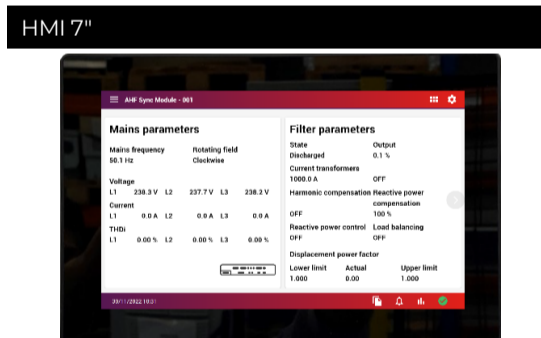 HMI 7"
AHF Sync Module - 001
Mains parameters
Mains frequency Rotating field
50.1 Hz Clockwise
Voltage
L1 238.3 V L2 237.7 V L3 238.2 V
Current
L1 0.0 A L2 0.0 A L3 0.0 A
THDi
L1 0.00 % L2 0.00 % L3 0.00 %
Filter parameters
State Output
Discharged 0.1 %
Current transformers
1000.0 A OFF
Harmonic compensation Reactive power
compensation
OFF 100 %
Reactive power control Load balancing
OFF OFF
Displacement power factor
Lower limit Actual Upper limit
1.000 0.00 1.000
30/11/2022 10:31